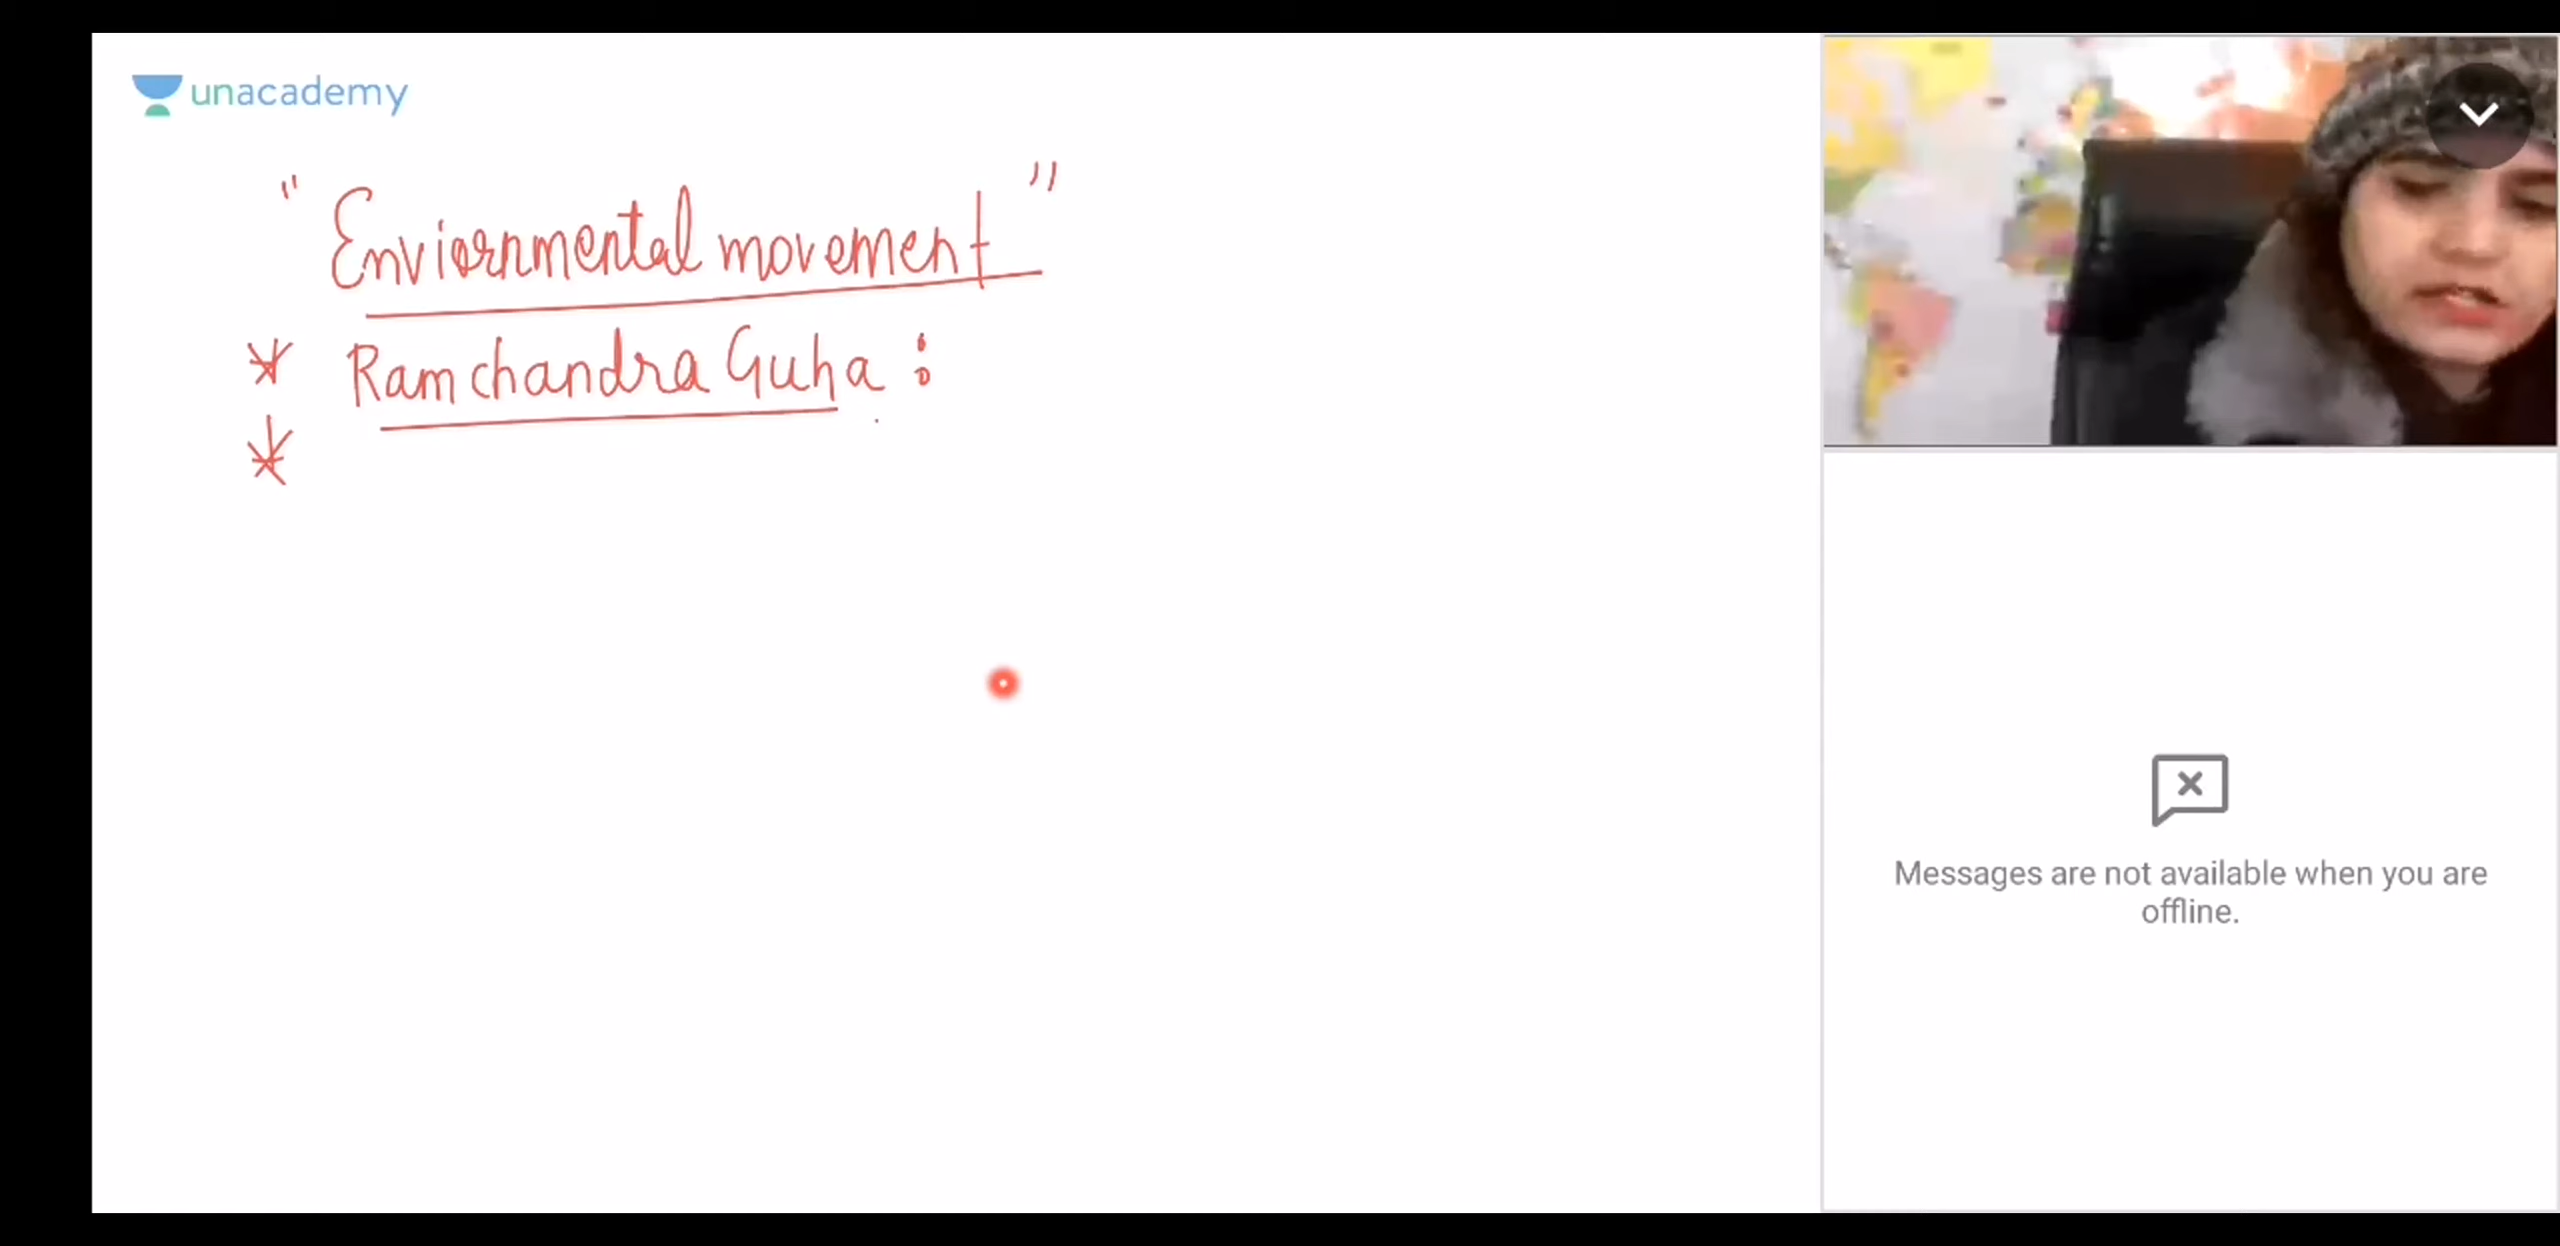 unacademy
" Enviornmental movement "
* Ramchandra Guha :
*
Messages are not available when you are
offline.